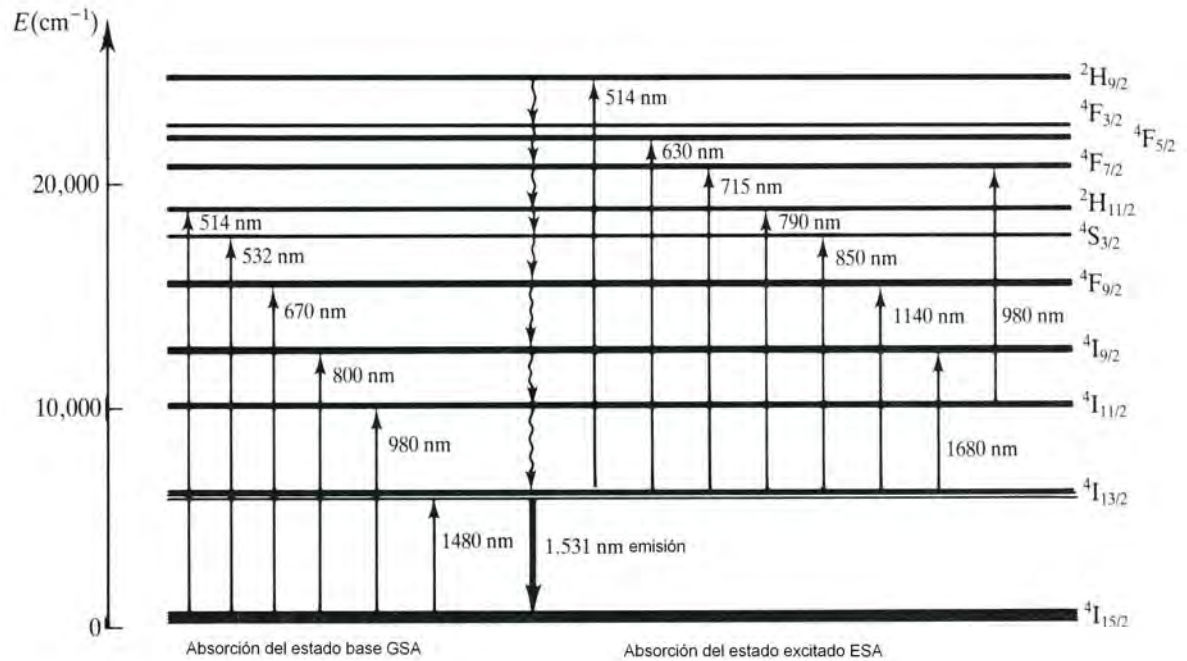 E(cm⁻¹)
²H₉/₂
514 nm
⁴F₃/₂
⁴F₅/₂
630 nm
⁴F₇/₂
20,000
715 nm
²H₁₁/₂
514 nm
790 nm
⁴S₃/₂
532 nm
850 nm
⁴F₉/₂
670 nm
1140 nm
980 nm
⁴I₉/₂
800 nm
10,000
⁴I₁₁/₂
980 nm
1680 nm
⁴I₁₃/₂
1480 nm
1.531 nm emisión
0
⁴I₁₅/₂
Absorción del estado base GSA
Absorción del estado excitado ESA